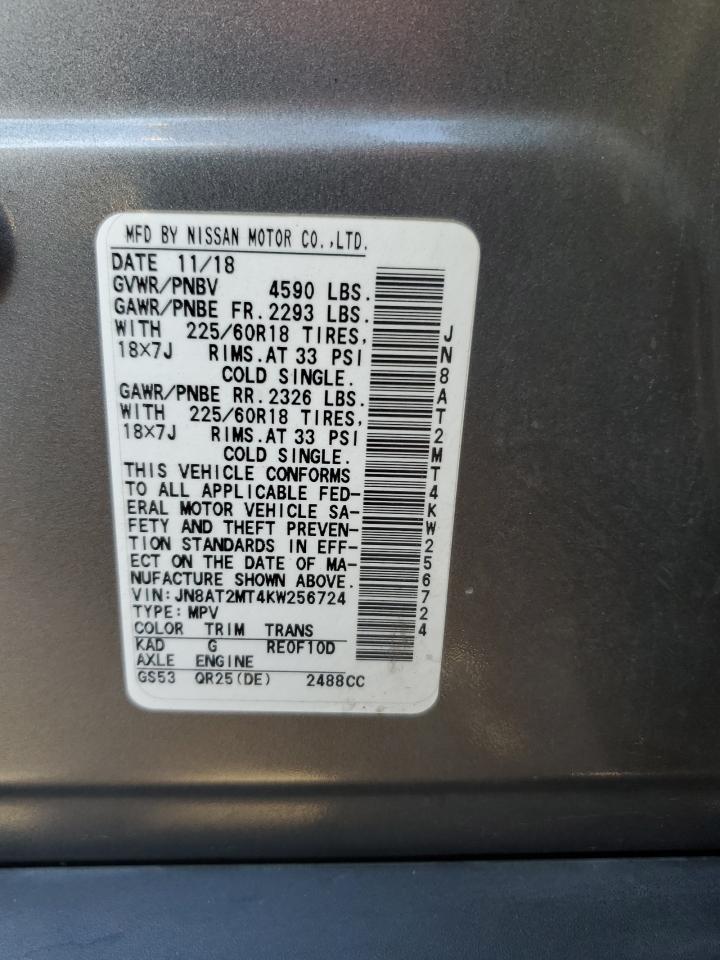 MFD BY NISSAN MOTOR CO.,LTD.
DATE 11/18
GVWR/PNBV 4590 LBS.
GAWR/PNBE FR. 2293 LBS.
WITH 225/60R18 TIRES,
18X7J RIMS. AT 33 PSI
COLD SINGLE.
GAWR/PNBE RR. 2326 LBS.
WITH 225/60R18 TIRES,
18X7J RIMS. AT 33 PSI
COLD SINGLE.
THIS VEHICLE CONFORMS
TO ALL APPLICABLE FED-
ERAL MOTOR VEHICLE SA-
FETY AND THEFT PREVEN-
TION STANDARDS IN EFF-
ECT ON THE DATE OF MA-
NUFACTURE SHOWN ABOVE.
VIN: JN8AT2MT4KW256724
TYPE: MPV
COLOR TRIM TRANS
KAD G RE0F10D
AXLE ENGINE
GS53 QR25(DE) 2488CC
JN8AT2MT4KW256724